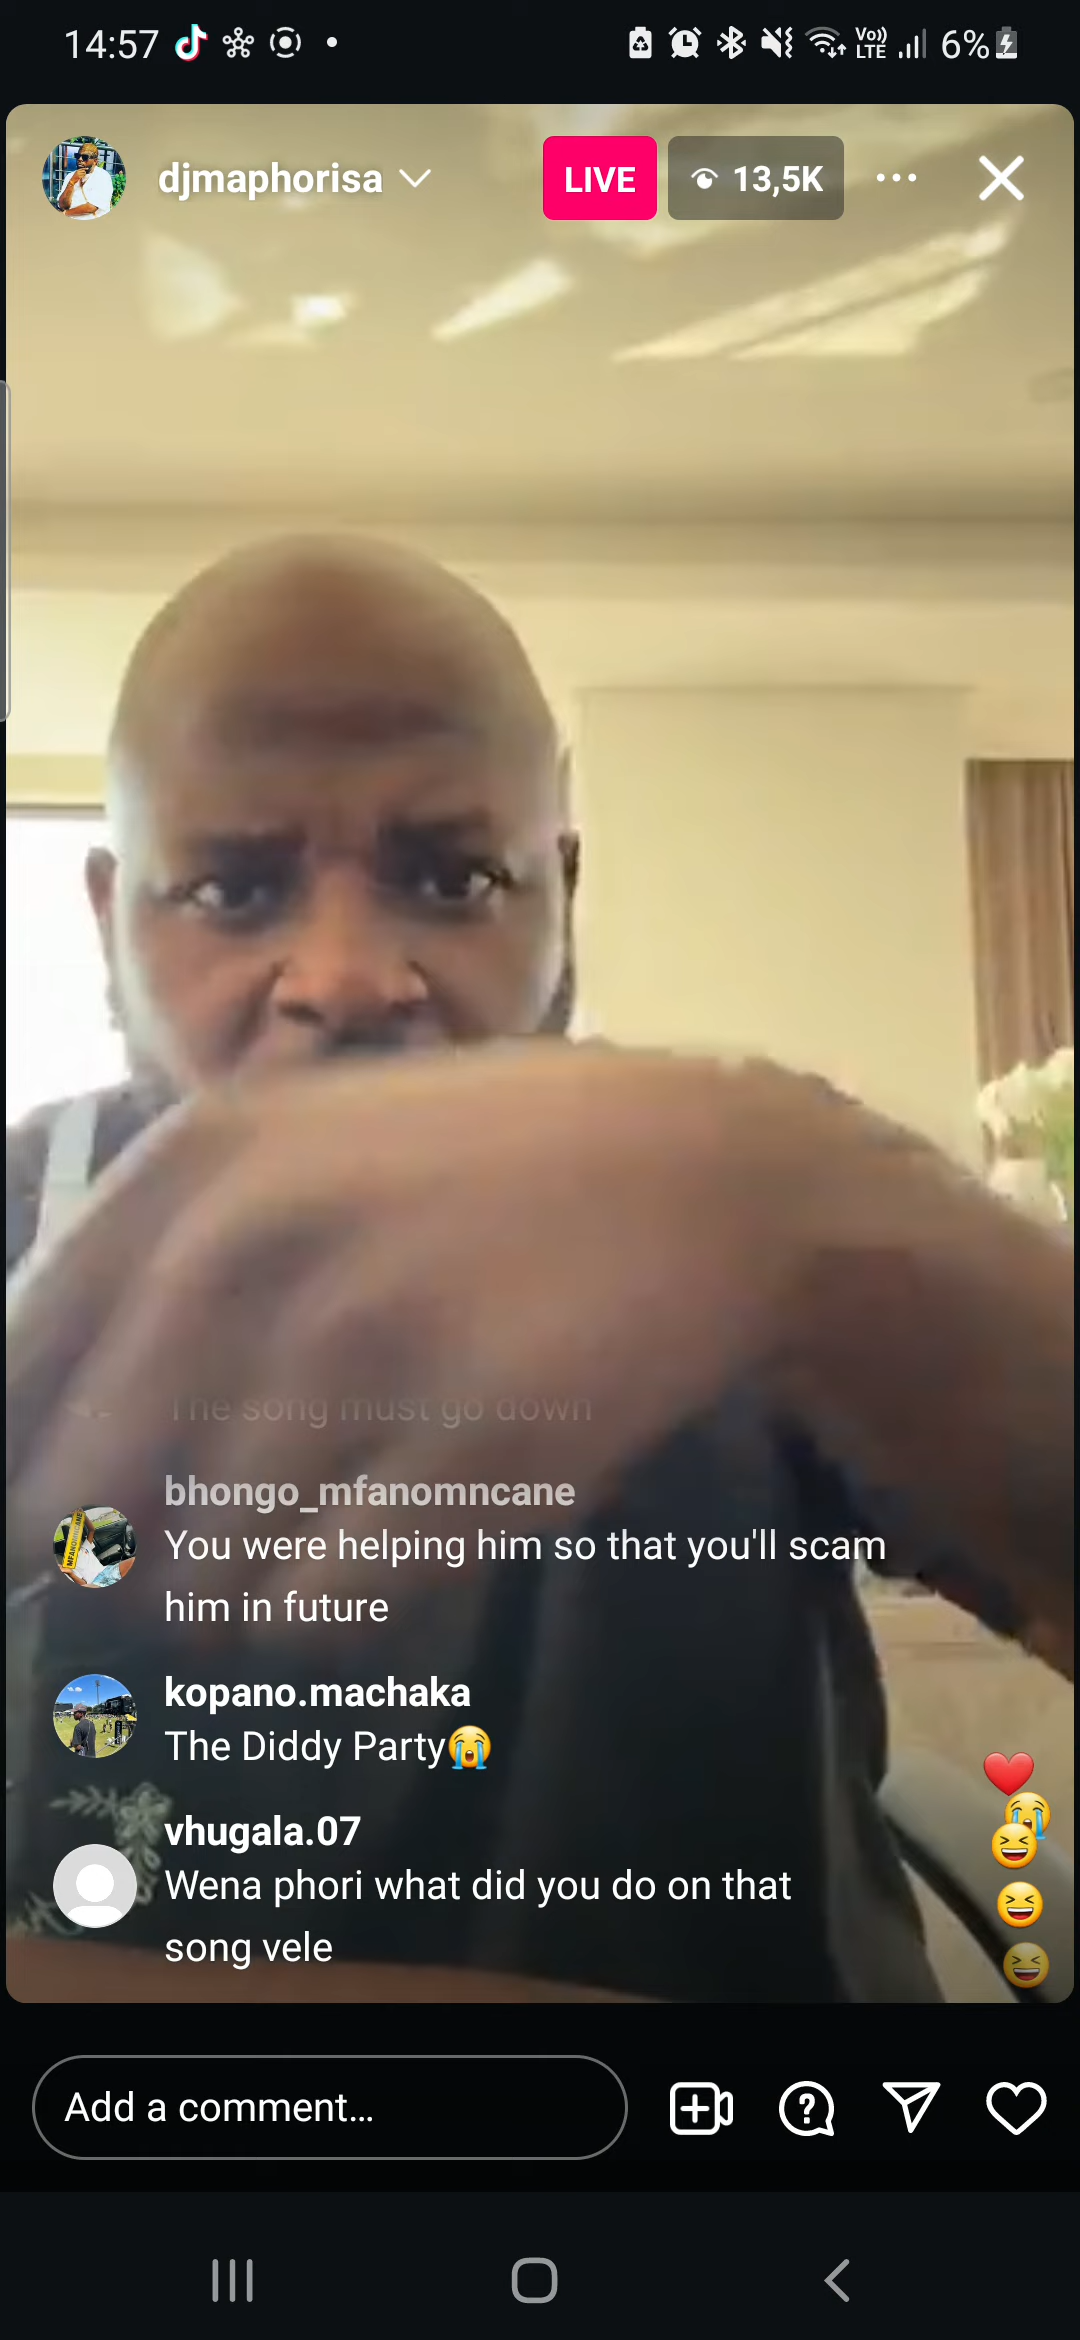 14:57
Vo)) LTE
6%
djmaphorisa
LIVE
13,5K
The song must go down
bhongo_mfanomncane
You were helping him so that you'll scam
him in future
kopano.machaka
The Diddy Party😭
vhugala.07
Wena phori what did you do on that
song vele
Add a comment...